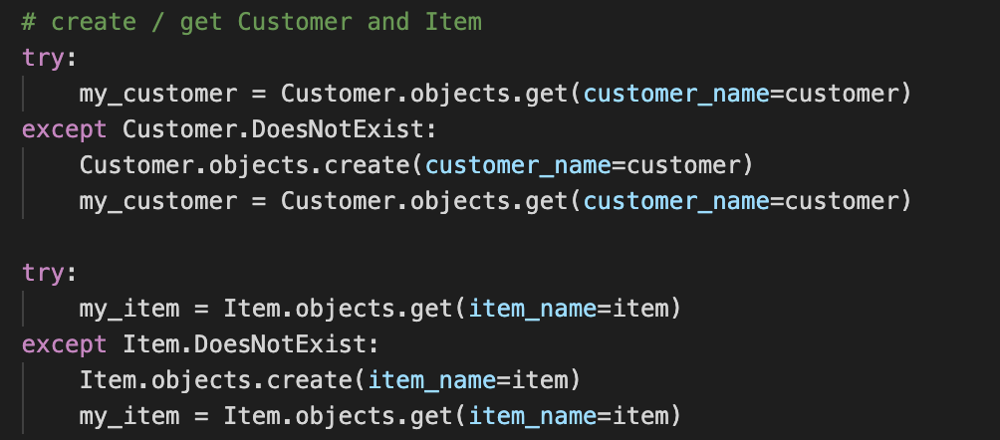 # create / get Customer and Item
try:
    my_customer = Customer.objects.get(customer_name=customer)
except Customer.DoesNotExist:
    Customer.objects.create(customer_name=customer)
    my_customer = Customer.objects.get(customer_name=customer)

try:
    my_item = Item.objects.get(item_name=item)
except Item.DoesNotExist:
    Item.objects.create(item_name=item)
    my_item = Item.objects.get(item_name=item)